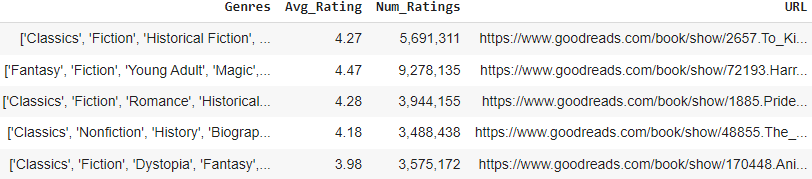 Genres Avg_Rating Num_Ratings URL
['Classics', 'Fiction', 'Historical Fiction', ... 4.27 5,691,311 https://www.goodreads.com/book/show/2657.To_Ki...
['Fantasy', 'Fiction', 'Young Adult', 'Magic',... 4.47 9,278,135 https://www.goodreads.com/book/show/72193.Harr...
['Classics', 'Fiction', 'Romance', 'Historical... 4.28 3,944,155 https://www.goodreads.com/book/show/1885.Pride...
['Classics', 'Nonfiction', 'History', 'Biograp... 4.18 3,488,438 https://www.goodreads.com/book/show/48855.The_...
['Classics', 'Fiction', 'Dystopia', 'Fantasy',... 3.98 3,575,172 https://www.goodreads.com/book/show/170448.Ani...